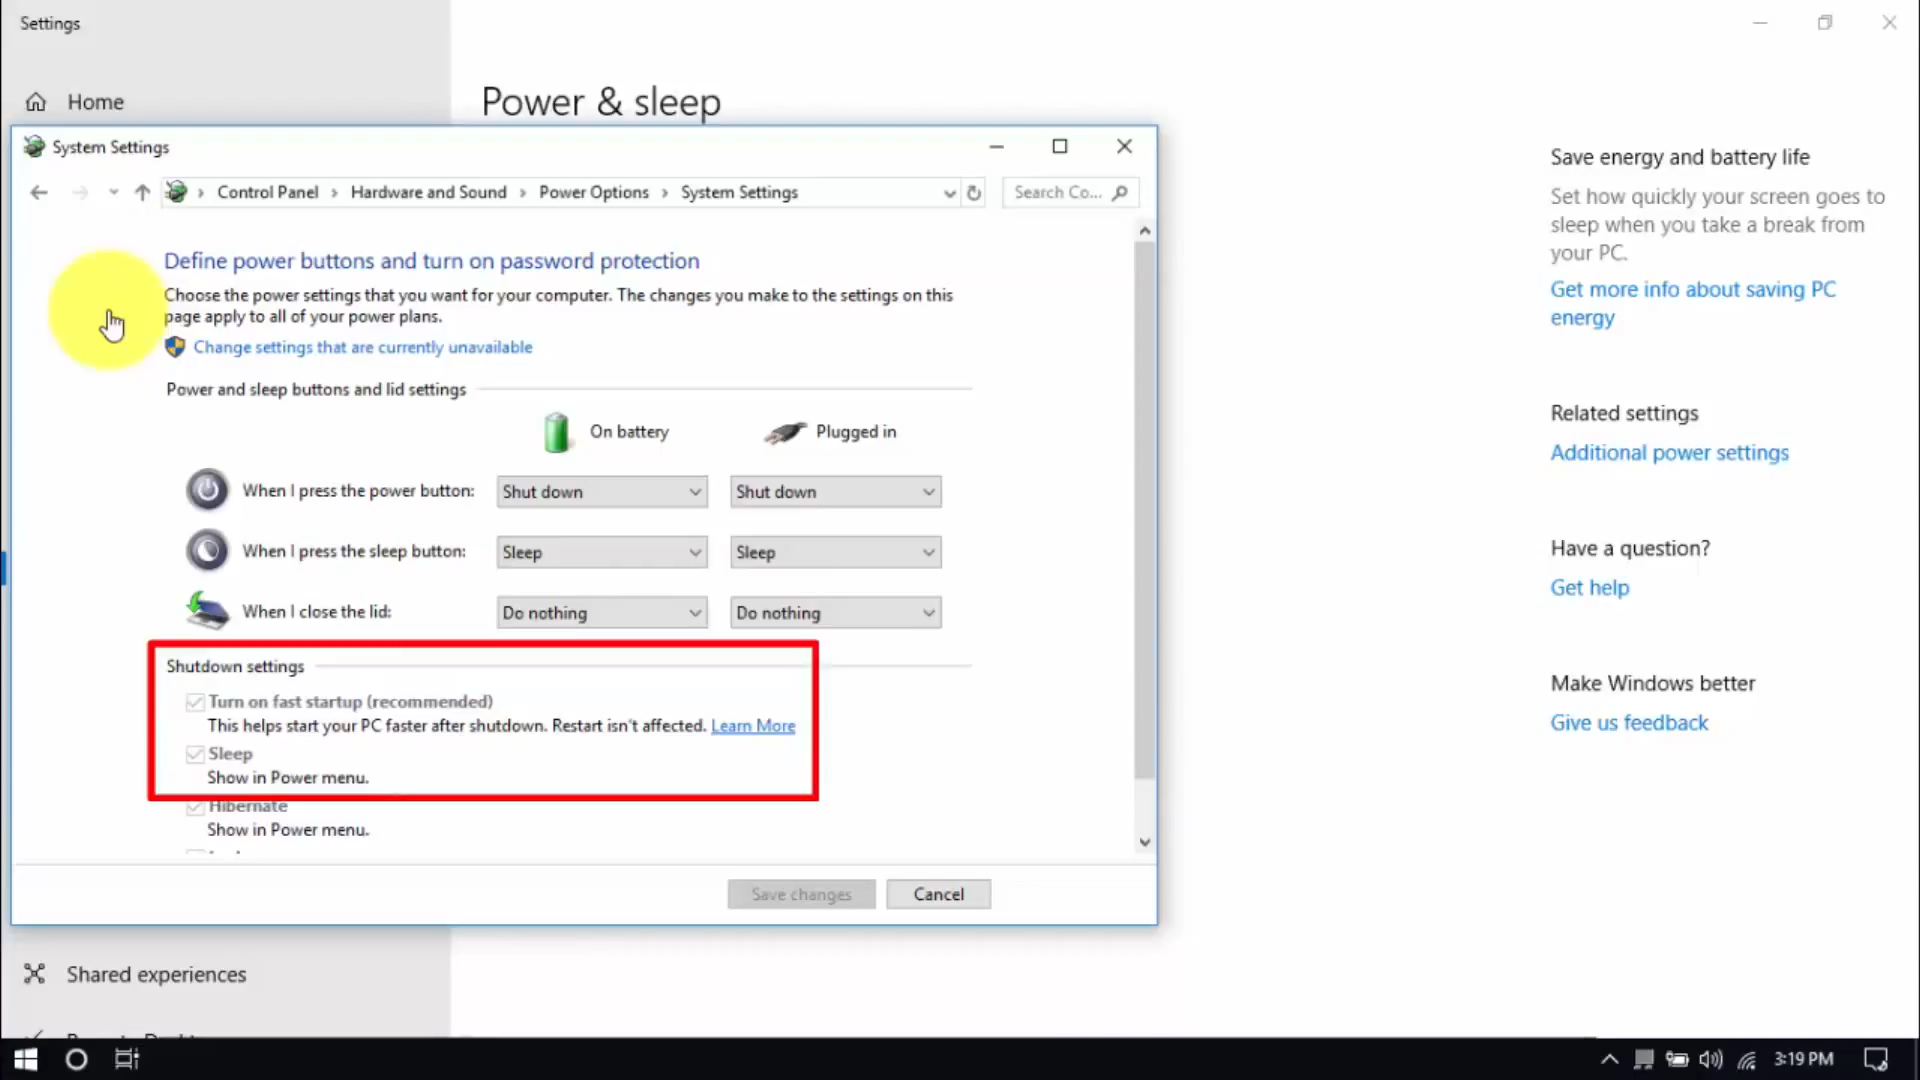 Settings
Home
Power & sleep
System Settings
Control Panel › Hardware and Sound › Power Options › System Settings
Search Co...
Define power buttons and turn on password protection
Choose the power settings that you want for your computer. The changes you make to the settings on this
page apply to all of your power plans.
Change settings that are currently unavailable
Power and sleep buttons and lid settings
On battery
Plugged in
When I press the power button:
Shut down
Shut down
When I press the sleep button:
Sleep
Sleep
When I close the lid:
Do nothing
Do nothing
Shutdown settings
Turn on fast startup (recommended)
This helps start your PC faster after shutdown. Restart isn't affected. Learn More
Sleep
Show in Power menu.
Hibernate
Show in Power menu.
Save changes
Cancel
Save energy and battery life
Set how quickly your screen goes to
sleep when you take a break from
your PC.
Get more info about saving PC
energy
Related settings
Additional power settings
Have a question?
Get help
Make Windows better
Give us feedback
Shared experiences
3:19 PM